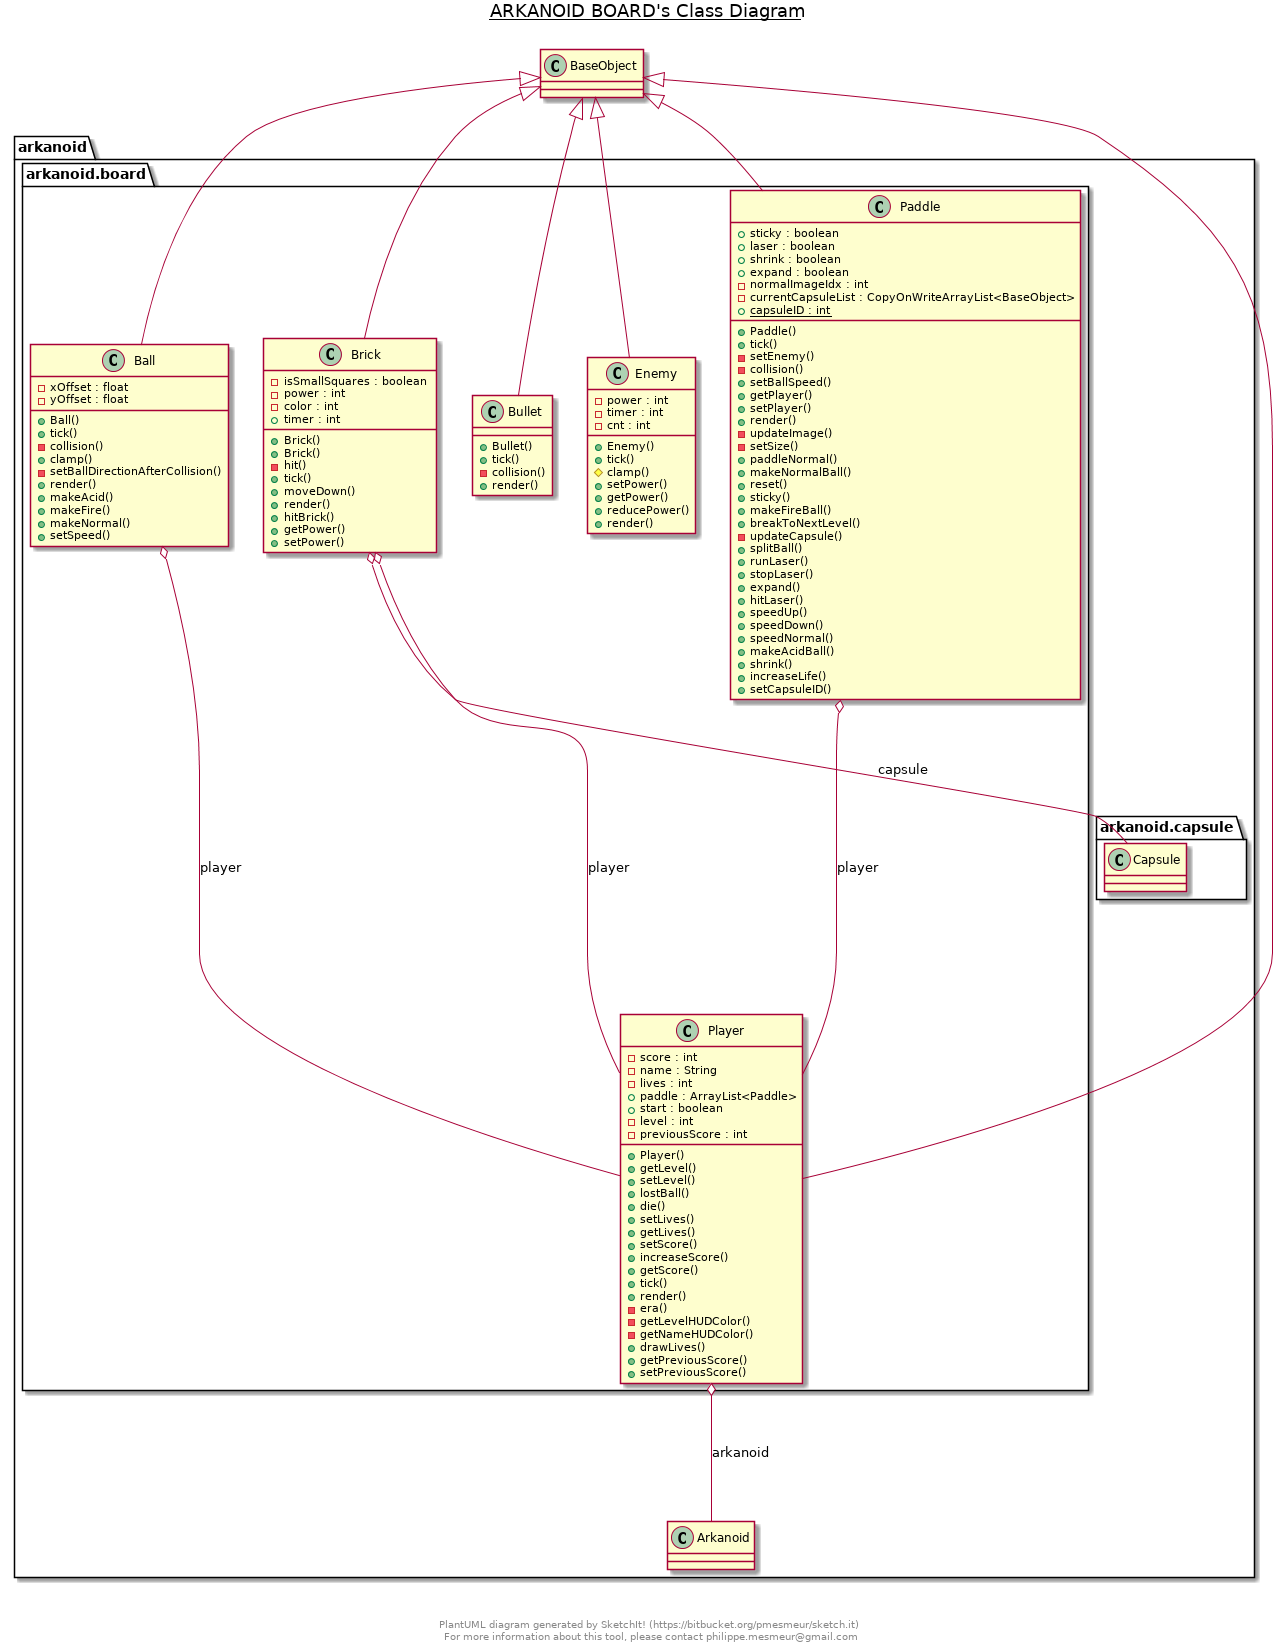 ARKANOID BOARD's Class Diagram
C BaseObject
arkanoid
arkanoid.board
C Paddle
sticky : boolean
laser : boolean
shrink : boolean
expand : boolean
normalImageIdx : int
currentCapsuleList : CopyOnWriteArrayList<BaseObject>
capsuleID : int
Paddle()
tick()
setEnemy()
collision()
setBallSpeed()
getPlayer()
setPlayer()
render()
updateImage()
setSize()
paddleNormal()
makeNormalBall()
reset()
sticky()
makeFireBall()
breakToNextLevel()
updateCapsule()
splitBall()
runLaser()
stopLaser()
expand()
hitLaser()
speedUp()
speedDown()
speedNormal()
makeAcidBall()
shrink()
increaseLife()
setCapsuleID()
C Ball
xOffset : float
yOffset : float
Ball()
tick()
collision()
clamp()
setBallDirectionAfterCollision()
render()
makeAcid()
makeFire()
makeNormal()
setSpeed()
C Brick
isSmallSquares : boolean
power : int
color : int
timer : int
Brick()
Brick()
hit()
tick()
moveDown()
render()
hitBrick()
getPower()
setPower()
C Bullet
Bullet()
tick()
collision()
render()
C Enemy
power : int
timer : int
cnt : int
Enemy()
tick()
clamp()
setPower()
getPower()
reducePower()
render()
capsule
arkanoid.capsule
C Capsule
player
player
player
C Player
score : int
name : String
lives : int
paddle : ArrayList<Paddle>
start : boolean
level : int
previousScore : int
Player()
getLevel()
setLevel()
lostBall()
die()
setLives()
getLives()
setScore()
increaseScore()
getScore()
tick()
render()
era()
getLevelHUDColor()
getNameHUDColor()
drawLives()
getPreviousScore()
setPreviousScore()
arkanoid
C Arkanoid
PlantUML diagram generated by SketchIt! (https://bitbucket.org/pmesmeur/sketch.it)
For more information about this tool, please contact philippe.mesmeur@gmail.com